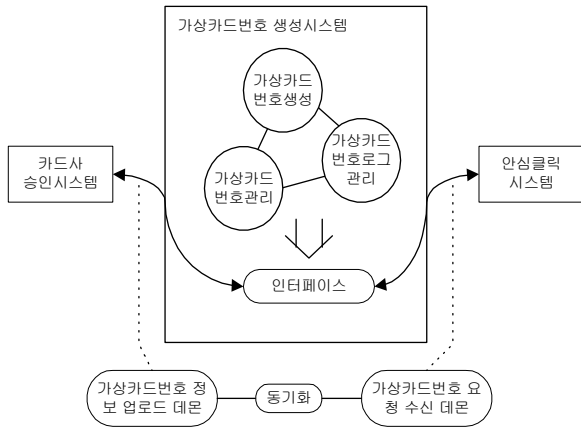 가상카드번호 생성시스템
가상카드
번호생성
가상카드
번호로그
관리
가상카드
번호관리
카드사
승인시스템
안심클릭
시스템
인터페이스
가상카드번호 정
보 업로드 데몬
동기화
가상카드번호 요
청 수신 데몬